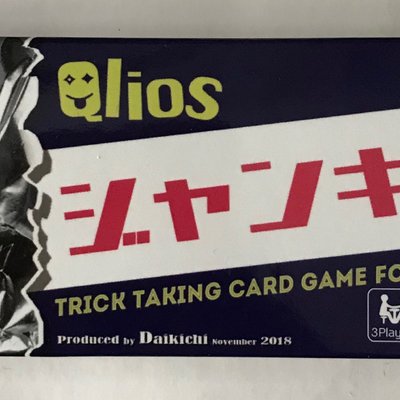 Qlios
ジャンキ
TRICK TAKING CARD GAME FO
Produced by Daikichi November 2018
3Play